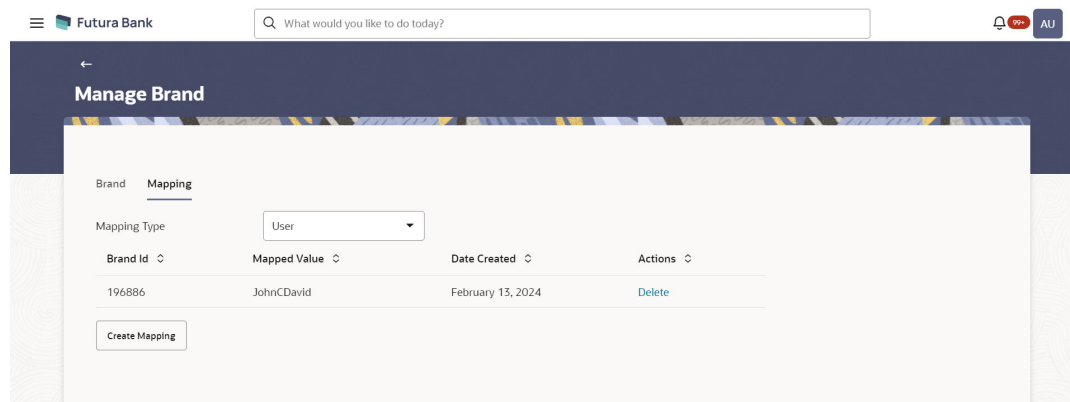 Futura Bank What would you like to do today? 99+ AU
Manage Brand
Brand Mapping
Mapping Type User
Brand Id Mapped Value Date Created Actions
196886 JohnCDavid February 13, 2024 Delete
Create Mapping